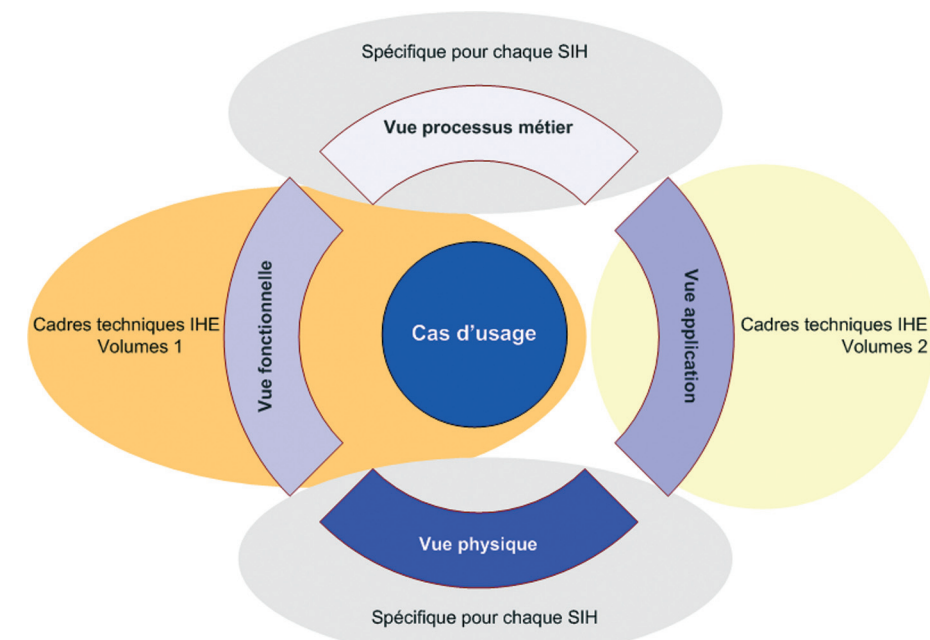 Spécifique pour chaque SIH
Vue processus métier
Cadres techniques IHE
Volumes 1
Vue fonctionnelle
Cas d’usage
Vue application
Cadres techniques IHE
Volumes 2
Vue physique
Spécifique pour chaque SIH